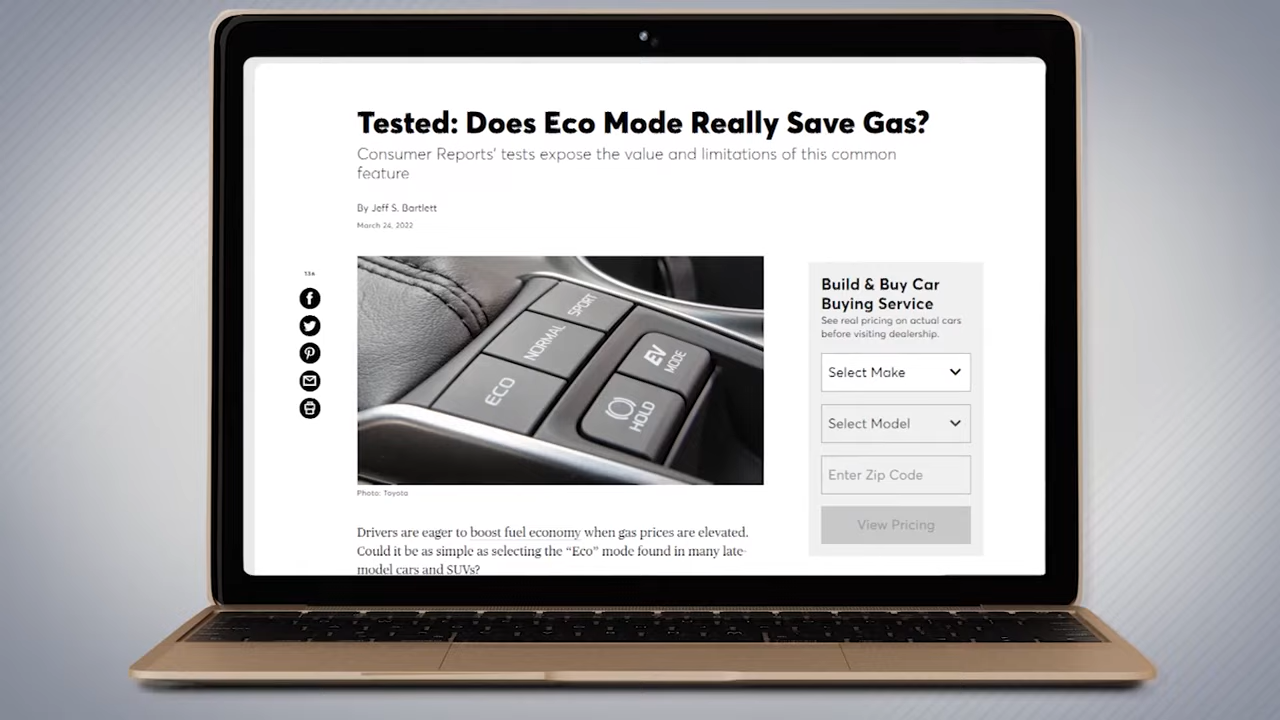 Tested: Does Eco Mode Really Save Gas?
Consumer Reports' tests expose the value and limitations of this common
feature
By Jeff S. Bartlett
March 24, 2022
134
SPORT
NORMAL
ECO
EV
MODE
HOLD
Photo: Toyota
Drivers are eager to boost fuel economy when gas prices are elevated.
Could it be as simple as selecting the “Eco” mode found in many late-
model cars and SUVs?
Build & Buy Car
Buying Service
See real pricing on actual cars
before visiting dealership.
Select Make
Select Model
Enter Zip Code
View Pricing